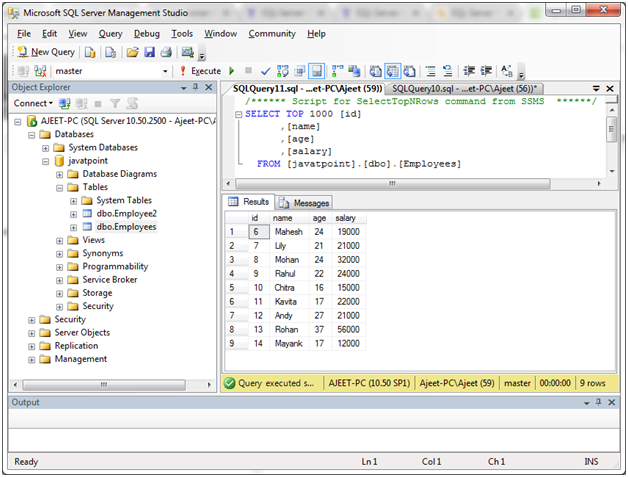 Microsoft SQL Server Management Studio
File Edit View Query Debug Tools Window Community Help
New Query
master Execute
Object Explorer
Connect
AJEET-PC (SQL Server 10.50.2500 - Ajeet-PC\A
Databases
System Databases
javatpoint
Database Diagrams
Tables
System Tables
dbo.Employee2
dbo.Employees
Views
Synonyms
Programmability
Service Broker
Storage
Security
Security
Server Objects
Replication
Management
SQLQuery11.sql - ...et-PC\Ajeet (59)) SQLQuery10.sql - ...et-PC\Ajeet (56))*
/****** Script for SelectTopNRows command from SSMS ******/
SELECT TOP 1000 [id]
,[name]
,[age]
,[salary]
FROM [javatpoint].[dbo].[Employees]
Results Messages
id name age salary
1 6 Mahesh 24 19000
2 7 Lily 21 21000
3 8 Mohan 24 32000
4 9 Rahul 22 24000
5 10 Chitra 16 15000
6 11 Kavita 17 22000
7 12 Andy 27 21000
8 13 Rohan 37 56000
9 14 Mayank 17 12000
Query executed s... AJEET-PC (10.50 SP1) Ajeet-PC\Ajeet (59) master 00:00:00 9 rows
Output
Ready Ln 1 Col 1 Ch 1 INS